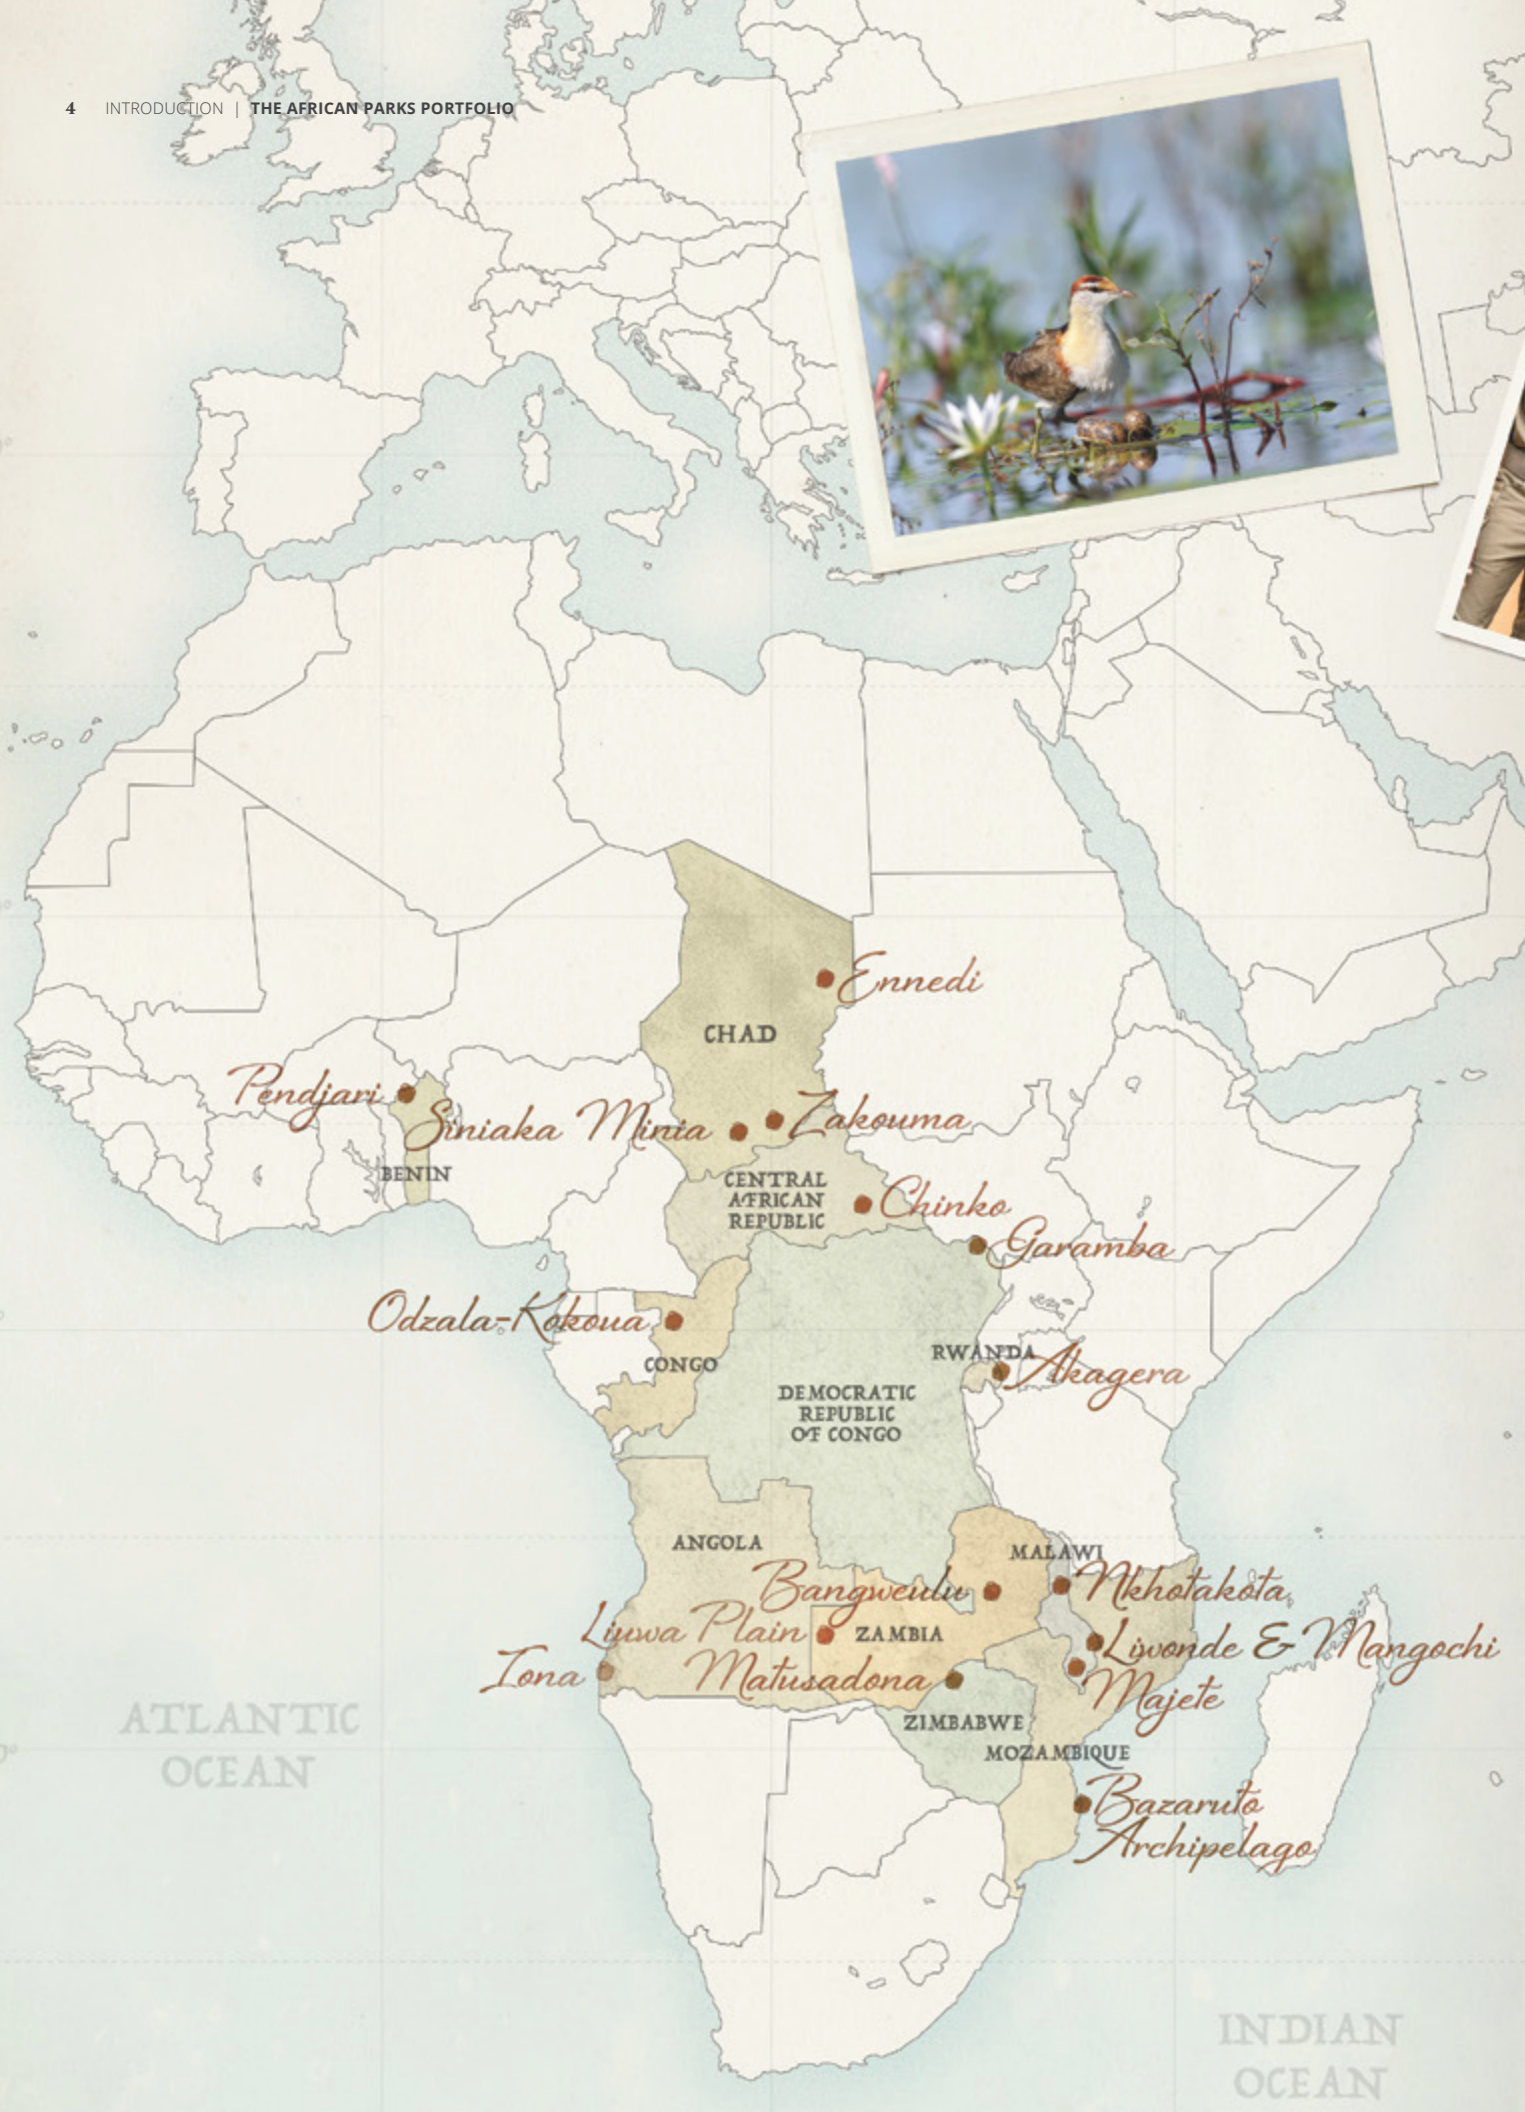 4 INTRODUCTION | THE AFRICAN PARKS PORTFOLIO
Ennedi
CHAD
Pendjari
Siniaka Minia
Zakouma
BENIN
CENTRAL
AFRICAN
REPUBLIC
Chinko
Garamba
Odzala-Kokoua
CONGO
RWANDA
Akagera
DEMOCRATIC
REPUBLIC
OF CONGO
ANGOLA
MALAWI
Bangweulu
Nkhotakota
Liuwa Plain
ZAMBIA
Liwonde & Mangochi
Iona
Matusadona
Majete
ATLANTIC
OCEAN
ZIMBABWE
MOZAMBIQUE
Bazaruto
Archipelago
INDIAN
OCEAN